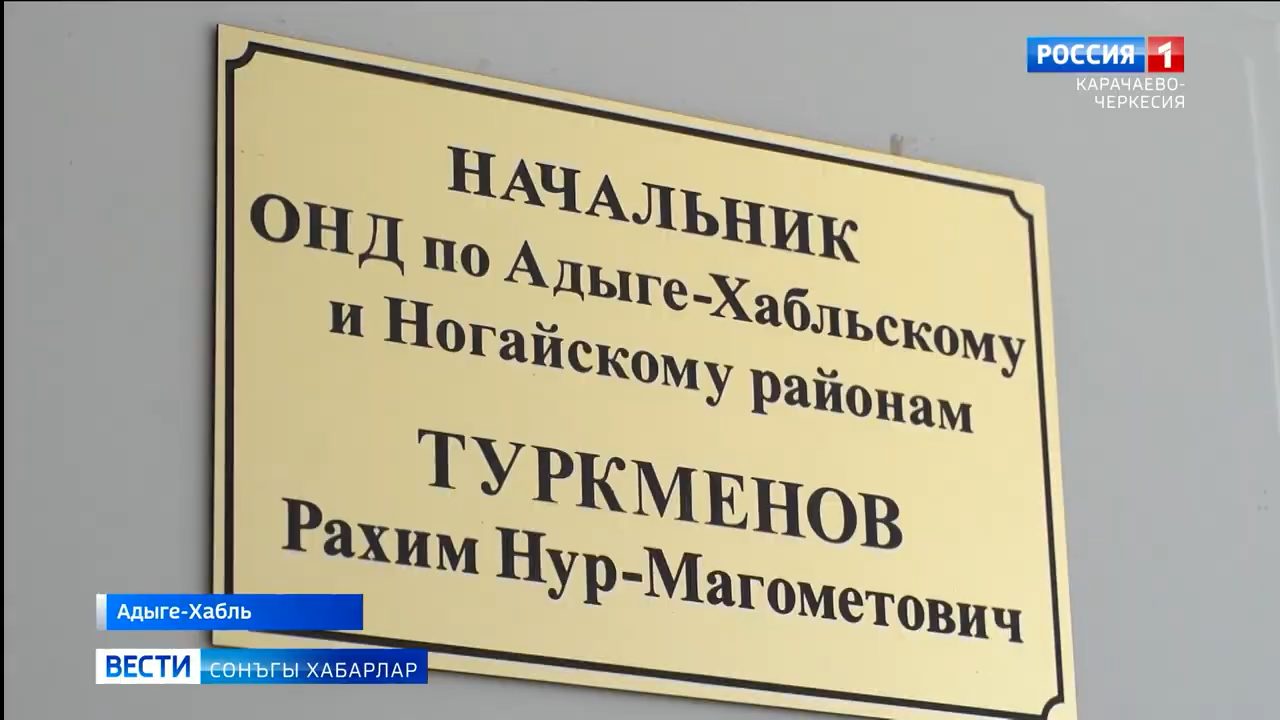 РОССИЯ 1
КАРАЧАЕВО-
ЧЕРКЕСИЯ
НАЧАЛЬНИК
ОНД по Адыге-Хабльскому
и Ногайскому районам
ТУРКМЕНОВ
Рахим Нур-Магометович
Адыге-Хабль
ВЕСТИ СОНЪГЫ ХАБАРЛАР